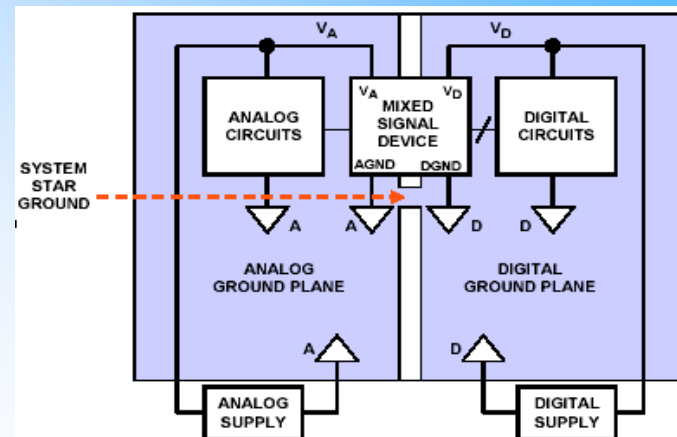 VA
VD
VA
VD
ANALOG
CIRCUITS
MIXED
SIGNAL
DEVICE
DIGITAL
CIRCUITS
AGND
DGND
SYSTEM
STAR
GROUND
A
A
D
D
ANALOG
GROUND PLANE
DIGITAL
GROUND PLANE
A
D
ANALOG
SUPPLY
DIGITAL
SUPPLY